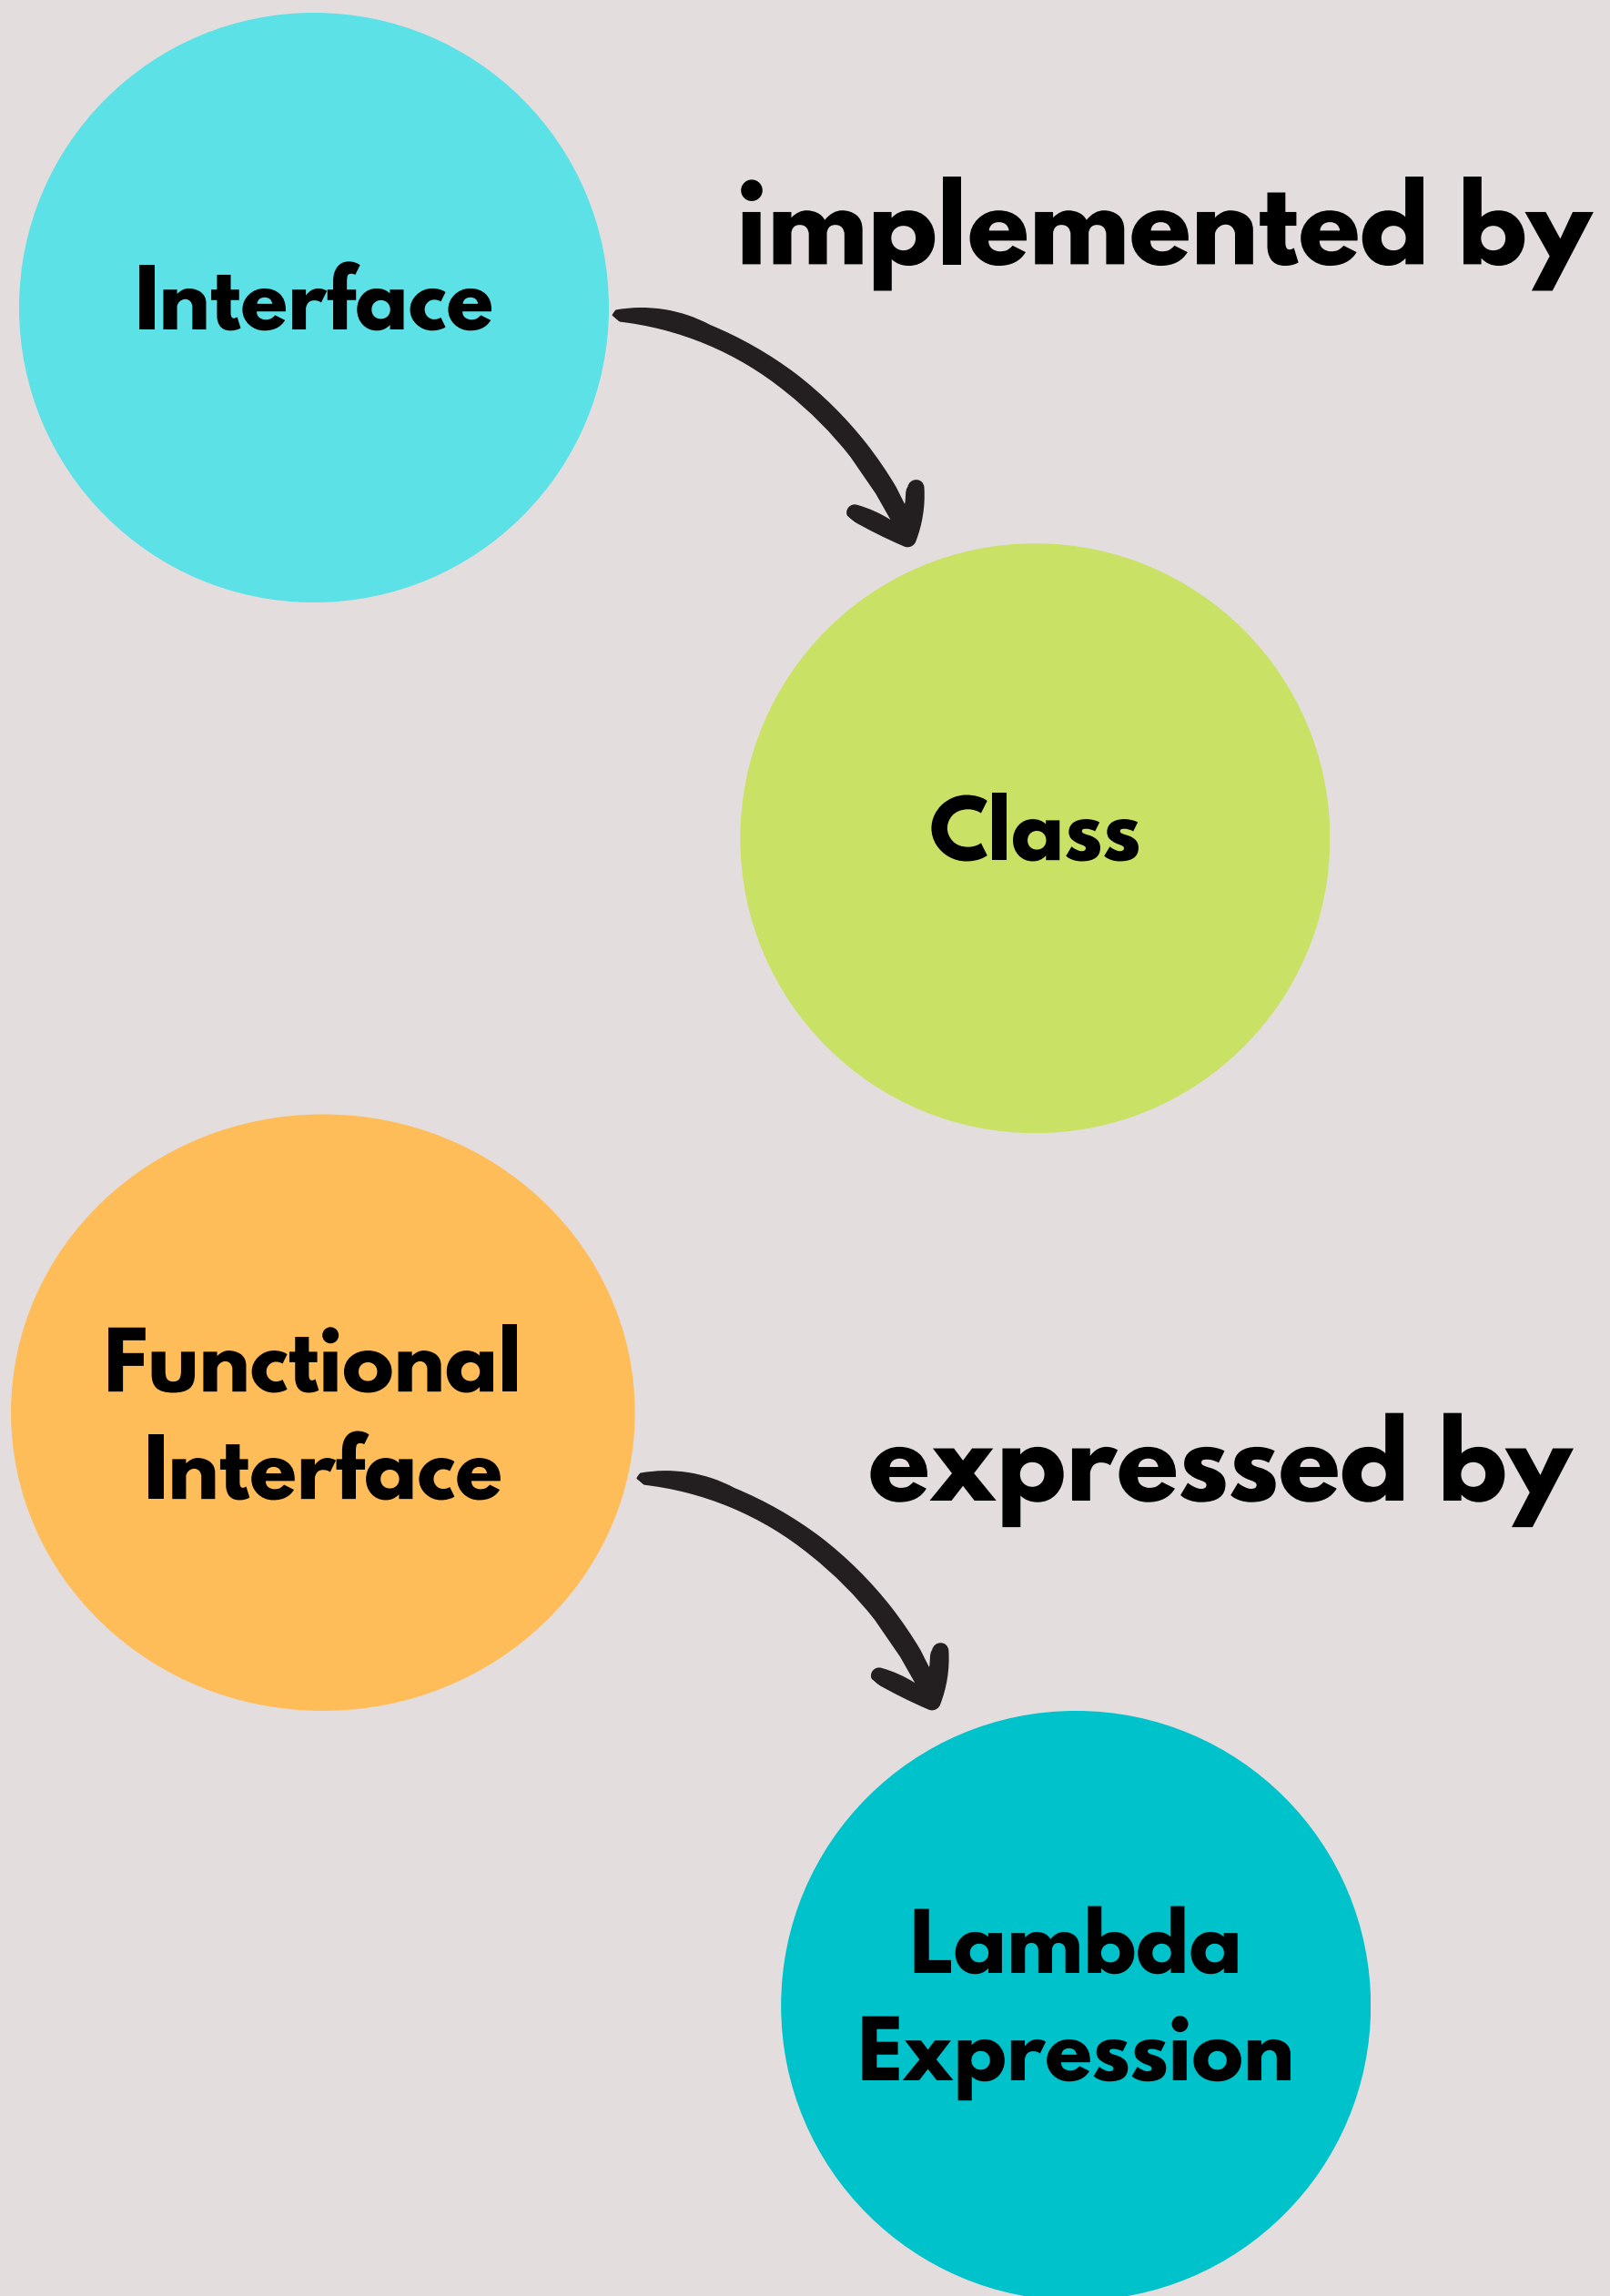 implemented by
Interface
Class
Functional
Interface
expressed by
Lambda
Expression